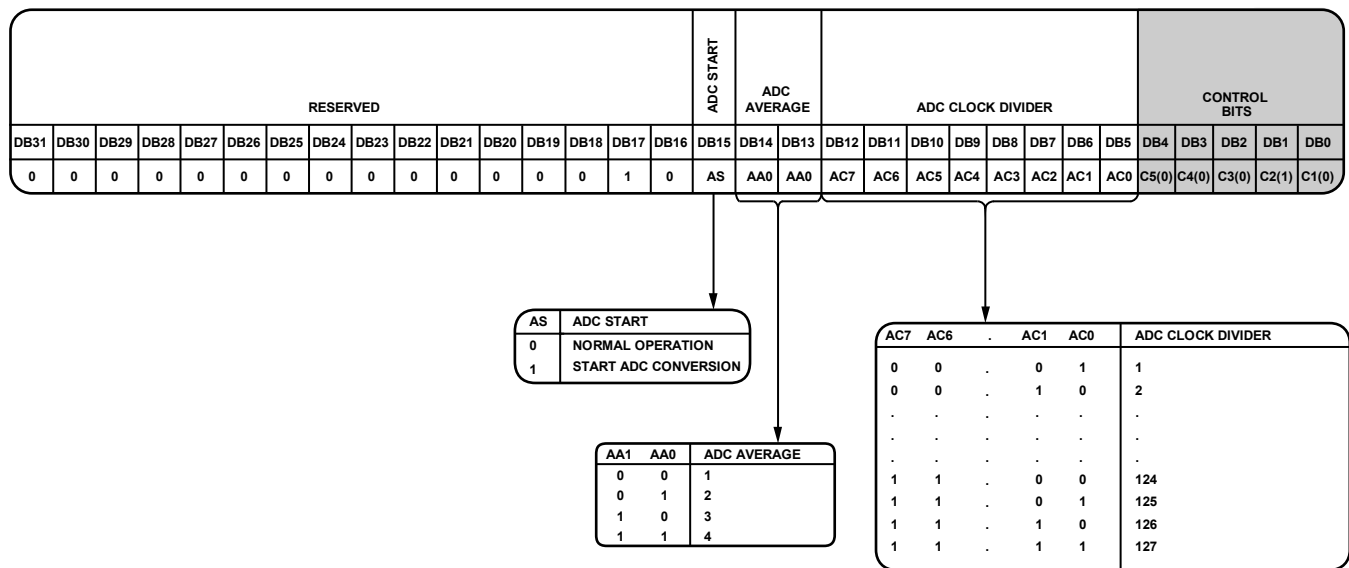 RESERVED
ADC START
ADC
AVERAGE
ADC CLOCK DIVIDER
CONTROL
BITS
DB31 DB30 DB29 DB28 DB27 DB26 DB25 DB24 DB23 DB22 DB21 DB20 DB19 DB18 DB17 DB16 DB15 DB14 DB13 DB12 DB11 DB10 DB9 DB8 DB7 DB6 DB5 DB4 DB3 DB2 DB1 DB0
0 0 0 0 0 0 0 0 0 0 0 0 0 0 1 0 AS AA0 AA0 AC7 AC6 AC5 AC4 AC3 AC2 AC1 AC0 C5(0) C4(0) C3(0) C2(1) C1(0)
AS ADC START
0 NORMAL OPERATION
1 START ADC CONVERSION
AA1 AA0 ADC AVERAGE
0 0 1
0 1 2
1 0 3
1 1 4
AC7 AC6 . AC1 AC0 ADC CLOCK DIVIDER
0 0 . 0 1 1
0 0 . 1 0 2
. . . . . .
. . . . . .
. . . . . .
1 1 . 0 0 124
1 1 . 0 1 125
1 1 . 1 0 126
1 1 . 1 1 127